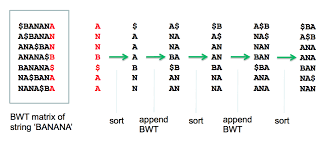 $BANANA A $ A$ $B A$B $BA
A$BANAN N A NA A$ NA$ A$B
ANA$BAN N A NA AN NAN ANA
ANANA$B B A BA AN BAN ANA
BANANA$ $ B $B BA $BA BAN
NA$BANA A N AN NA ANA NA$
NANA$BA A N AN NA ANA NAN
BWT matrix of
string 'BANANA'
sort
append
BWT
sort
append
BWT
sort